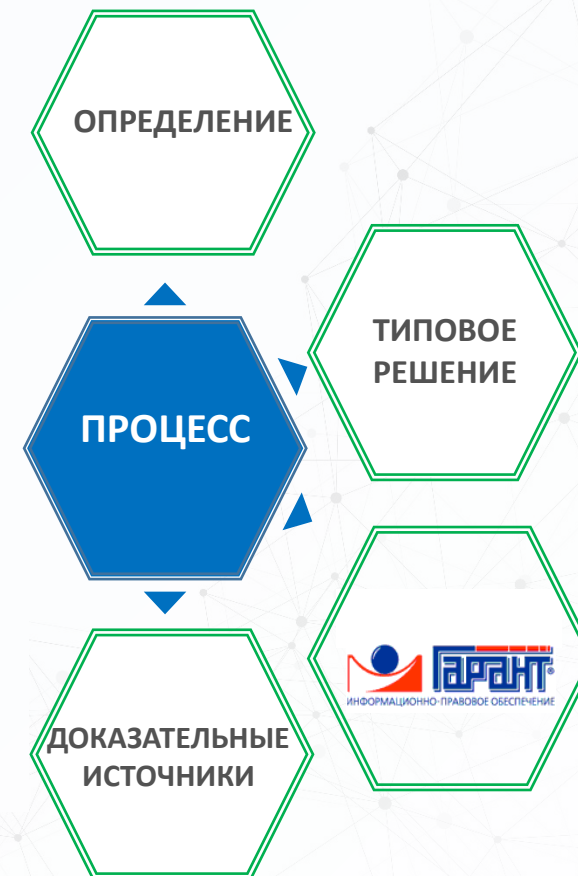 ОПРЕДЕЛЕНИЕ
ТИПОВОЕ
РЕШЕНИЕ
ПРОЦЕСС
Гарант®
ИНФОРМАЦИОННО-ПРАВОВОЕ ОБЕСПЕЧЕНИЕ
ДОКАЗАТЕЛЬНЫЕ
ИСТОЧНИКИ